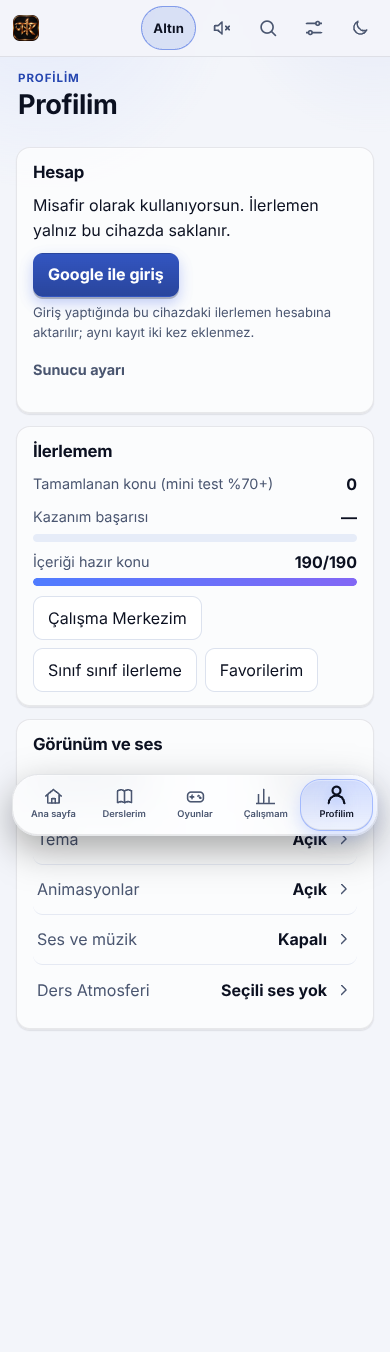 Altın
PROFİLİM
Profilim
Hesap
Misafir olarak kullanıyorsun. İlerlemen
yalnız bu cihazda saklanır.
Google ile giriş
Giriş yaptığında bu cihazdaki ilerlemen hesabına
aktarılır; aynı kayıt iki kez eklenmez.
Sunucu ayarı
İlerlemem
Tamamlanan konu (mini test %70+) 0
Kazanım başarısı —
İçeriği hazır konu 190/190
Çalışma Merkezim
Sınıf sınıf ilerleme Favorilerim
Görünüm ve ses
Ana sayfa Derslerim Oyunlar Çalışmam Profilim
Tema Açık
Animasyonlar Açık
Ses ve müzik Kapalı
Ders Atmosferi Seçili ses yok